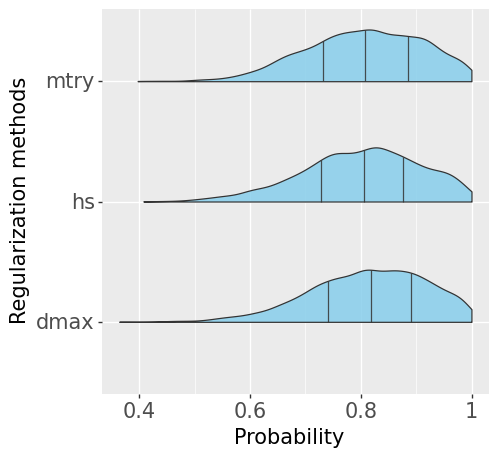 Regularization methods
mtry
hs
dmax
0.4 0.6 0.8 1
Probability